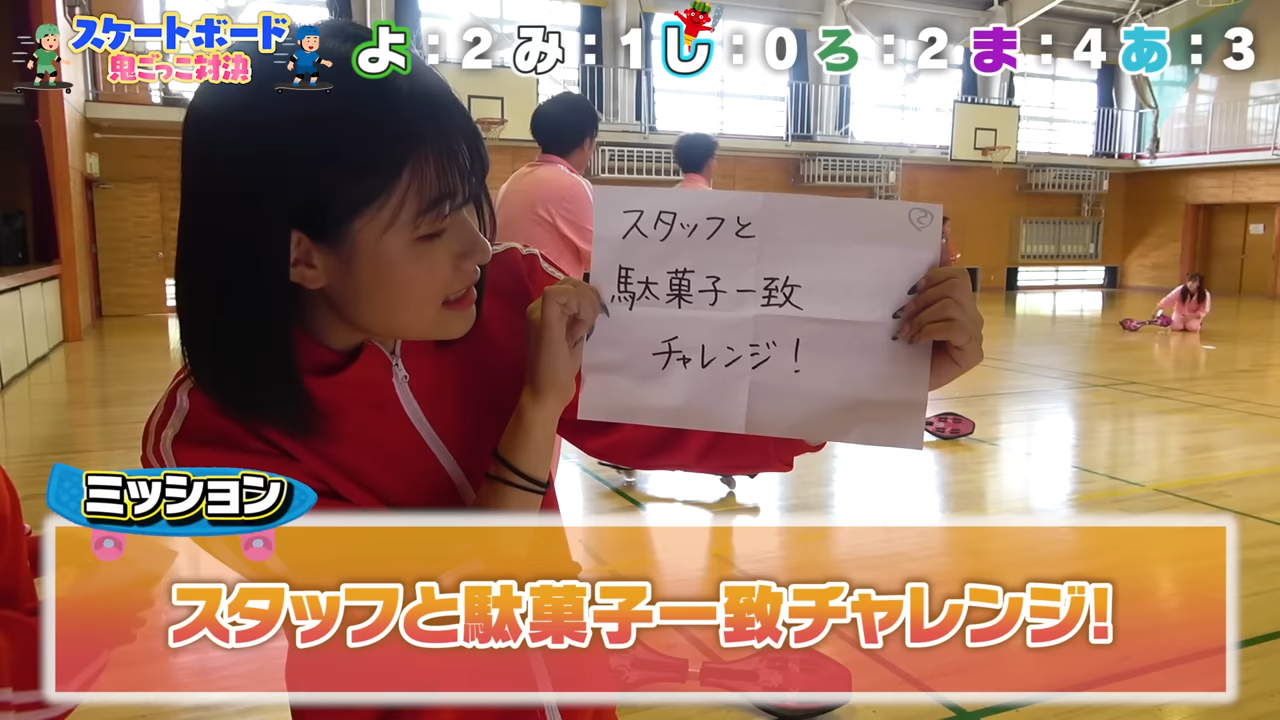 スケートボード
鬼ごっこ対決
よ:2 み:1 し:0 ろ:2 ま:4 あ:3
②
スタッフと
駄菓子一致
チャレンジ!
ミッション
スタッフと駄菓子一致チャレンジ!